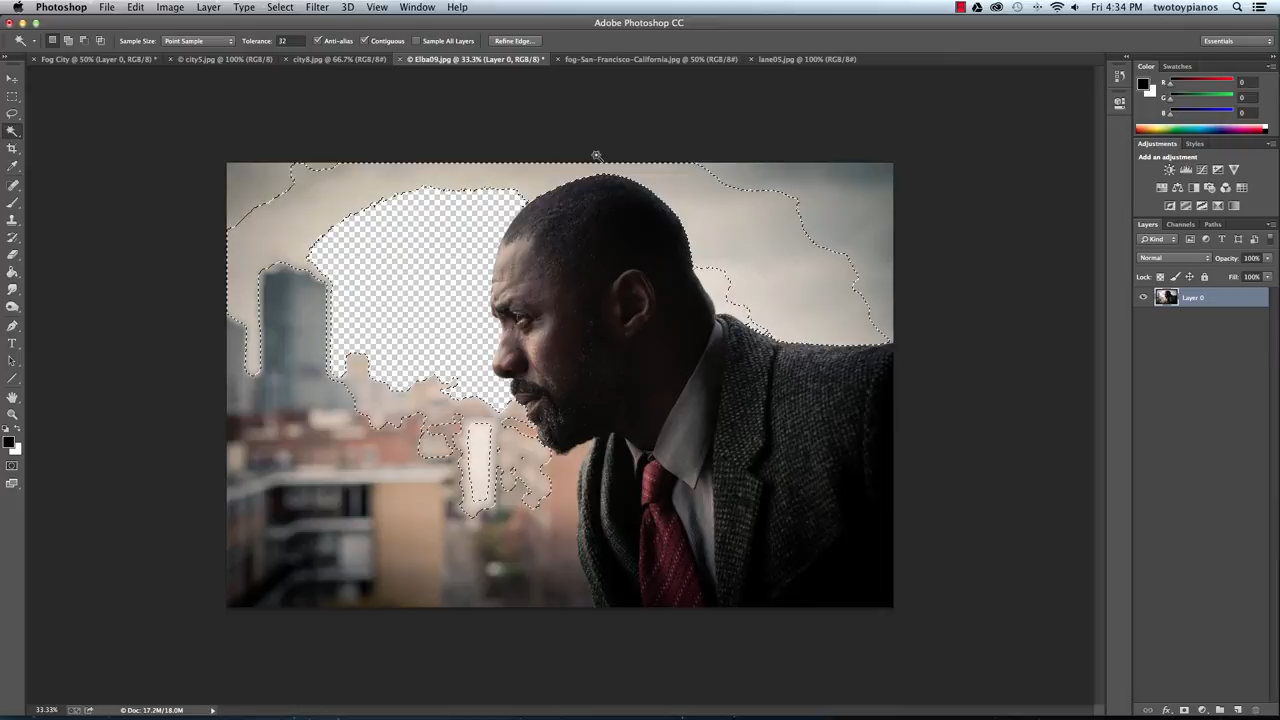 Photoshop File Edit Image Layer Type Select Filter 3D View Window Help Fri 4:34 PM twotoypianos
Adobe Photoshop CC
Sample Size: Point Sample Tolerance: 32 Anti-alias Contiguous Sample All Layers Refine Edge... Essentials
× Fog City @ 50% (Layer 0, RGB/8) * × © city5.jpg @ 100% (RGB/8) × city8.jpg @ 66.7% (RGB/8#) × © Elba09.jpg @ 33.3% (Layer 0, RGB/8) * × fog-San-Francisco-California.jpg @ 50% (RGB/8#) × lane05.jpg @ 100% (RGB/8#)
Color Swatches
R 0
G 0
B 0
Adjustments Styles
Add an adjustment
Layers Channels Paths
Kind
Normal Opacity: 100%
Lock: Fill: 100%
Layer 0
33.33% © Doc: 17.2M/18.0M